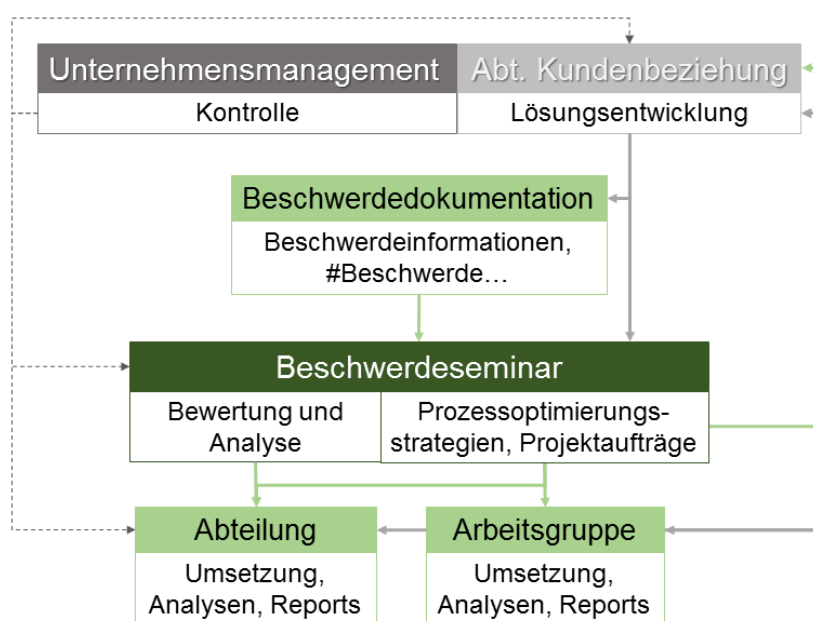 Unternehmensmanagement
Abt. Kundenbeziehung
Kontrolle
Lösungsentwicklung
Beschwerdedokumentation
Beschwerdeinformationen,
#Beschwerde…
Beschwerdeseminar
Bewertung und
Analyse
Prozessoptimierungs-
strategien, Projektaufträge
Abteilung
Umsetzung,
Analysen, Reports
Arbeitsgruppe
Umsetzung,
Analysen, Reports